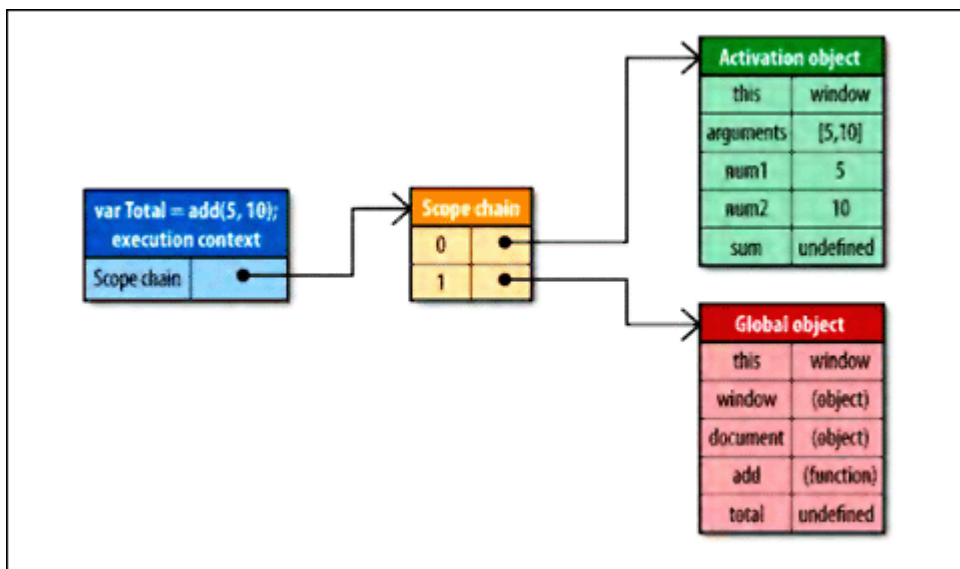 var Total = add(5, 10);
execution context
Scope chain
Scope chain
0
1
Activation object
this window
arguments [5,10]
num1 5
num2 10
sum undefined
Global object
this window
window (object)
document (object)
add (function)
total undefined